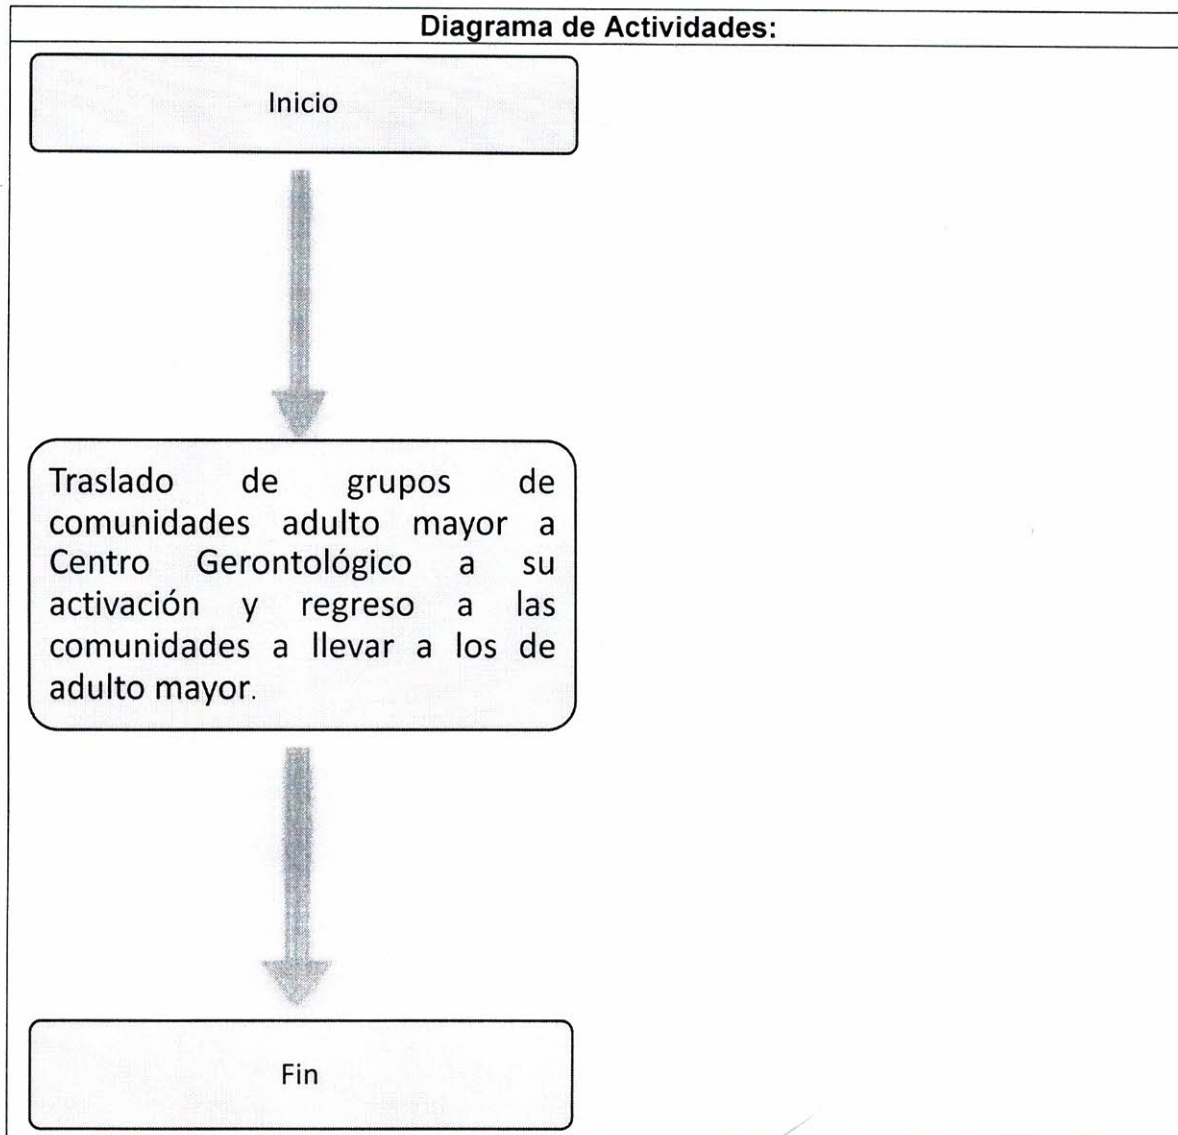 Diagrama de Actividades:
Inicio
Traslado de grupos de
comunidades adulto mayor a
Centro Gerontológico a su
activación y regreso a las
comunidades a llevar a los de
adulto mayor.
Fin